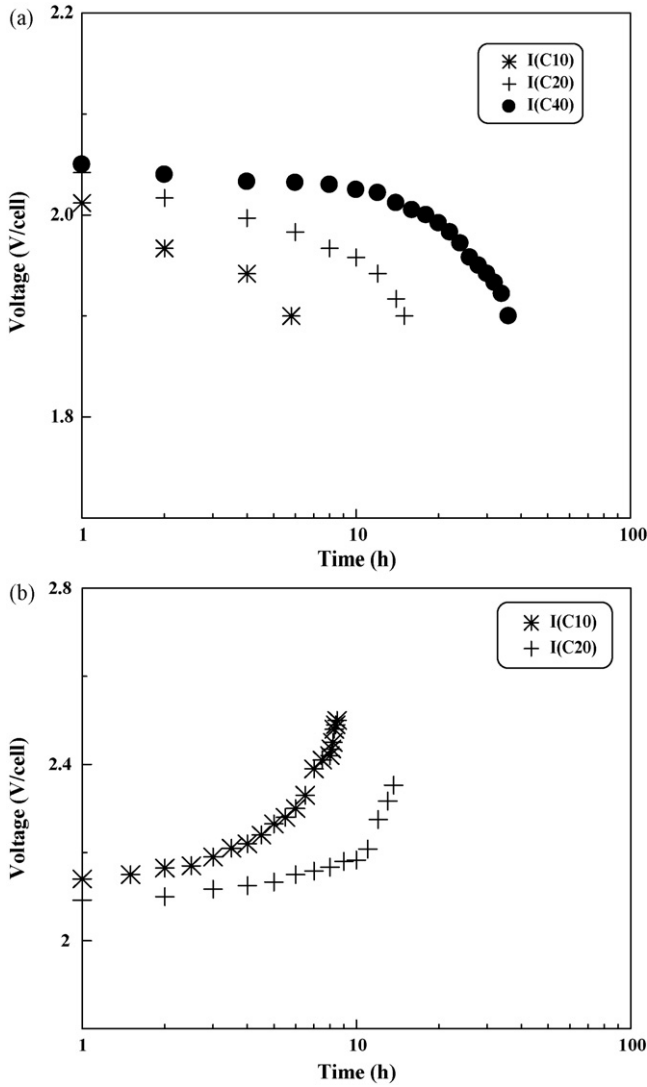 (a)
2.2
I(C10)
I(C20)
I(C40)
2.0
Voltage (V/cell)
1.8
1
10
100
Time (h)
(b)
2.8
I(C10)
I(C20)
2.4
Voltage (V/cell)
2
1
10
100
Time (h)